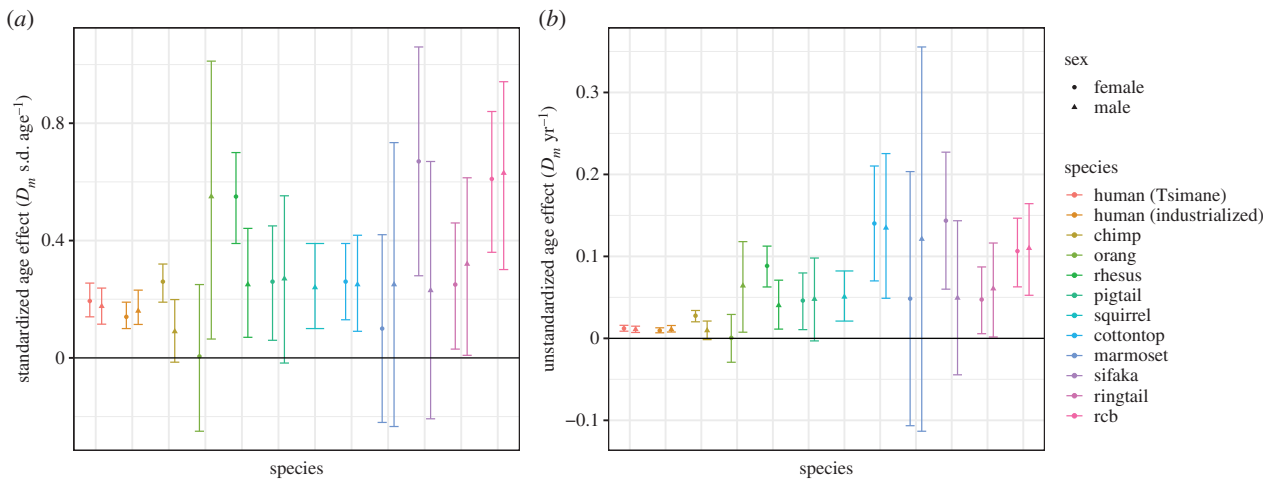 (a)
standardized age effect (Dₘ s.d. age⁻¹)
0.8
0.4
0
species
(b)
unstandardized age effect (Dₘ yr⁻¹)
0.3
0.2
0.1
0
−0.1
species
sex
female
male
species
human (Tsimane)
human (industrialized)
chimp
orang
rhesus
pigtail
squirrel
cottontop
marmoset
sifaka
ringtail
rcb